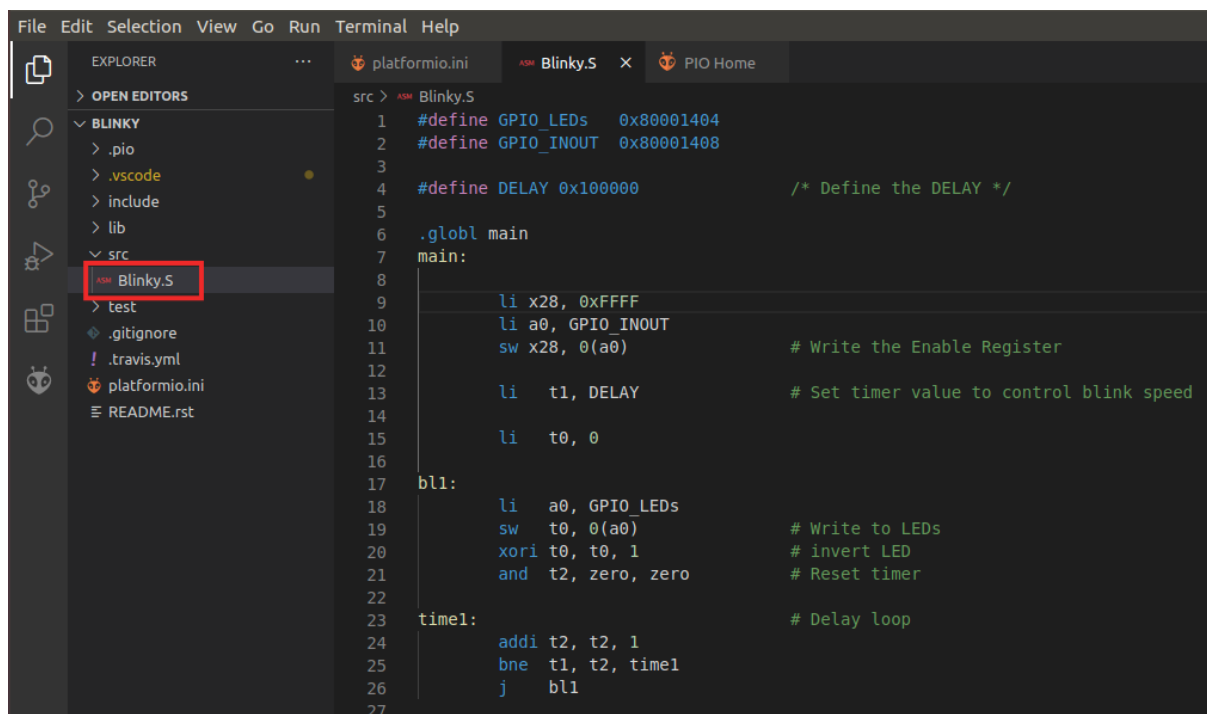 File Edit Selection View Go Run Terminal Help
EXPLORER ...
> OPEN EDITORS
BLINKY
> .pio
> .vscode
> include
> lib
src
ASM Blinky.S
> test
.gitignore
! .travis.yml
platformio.ini
README.rst
platformio.ini ASM Blinky.S × PIO Home
src > ASM Blinky.S
1 #define GPIO_LEDs 0x80001404
2 #define GPIO_INOUT 0x80001408
3
4 #define DELAY 0x100000 /* Define the DELAY */
5
6 .globl main
7 main:
8
9 li x28, 0xFFFF
10 li a0, GPIO_INOUT
11 sw x28, 0(a0) # Write the Enable Register
12
13 li t1, DELAY # Set timer value to control blink speed
14
15 li t0, 0
16
17 bl1:
18 li a0, GPIO_LEDs
19 sw t0, 0(a0) # Write to LEDs
20 xori t0, t0, 1 # invert LED
21 and t2, zero, zero # Reset timer
22
23 time1: # Delay loop
24 addi t2, t2, 1
25 bne t1, t2, time1
26 j bl1
27